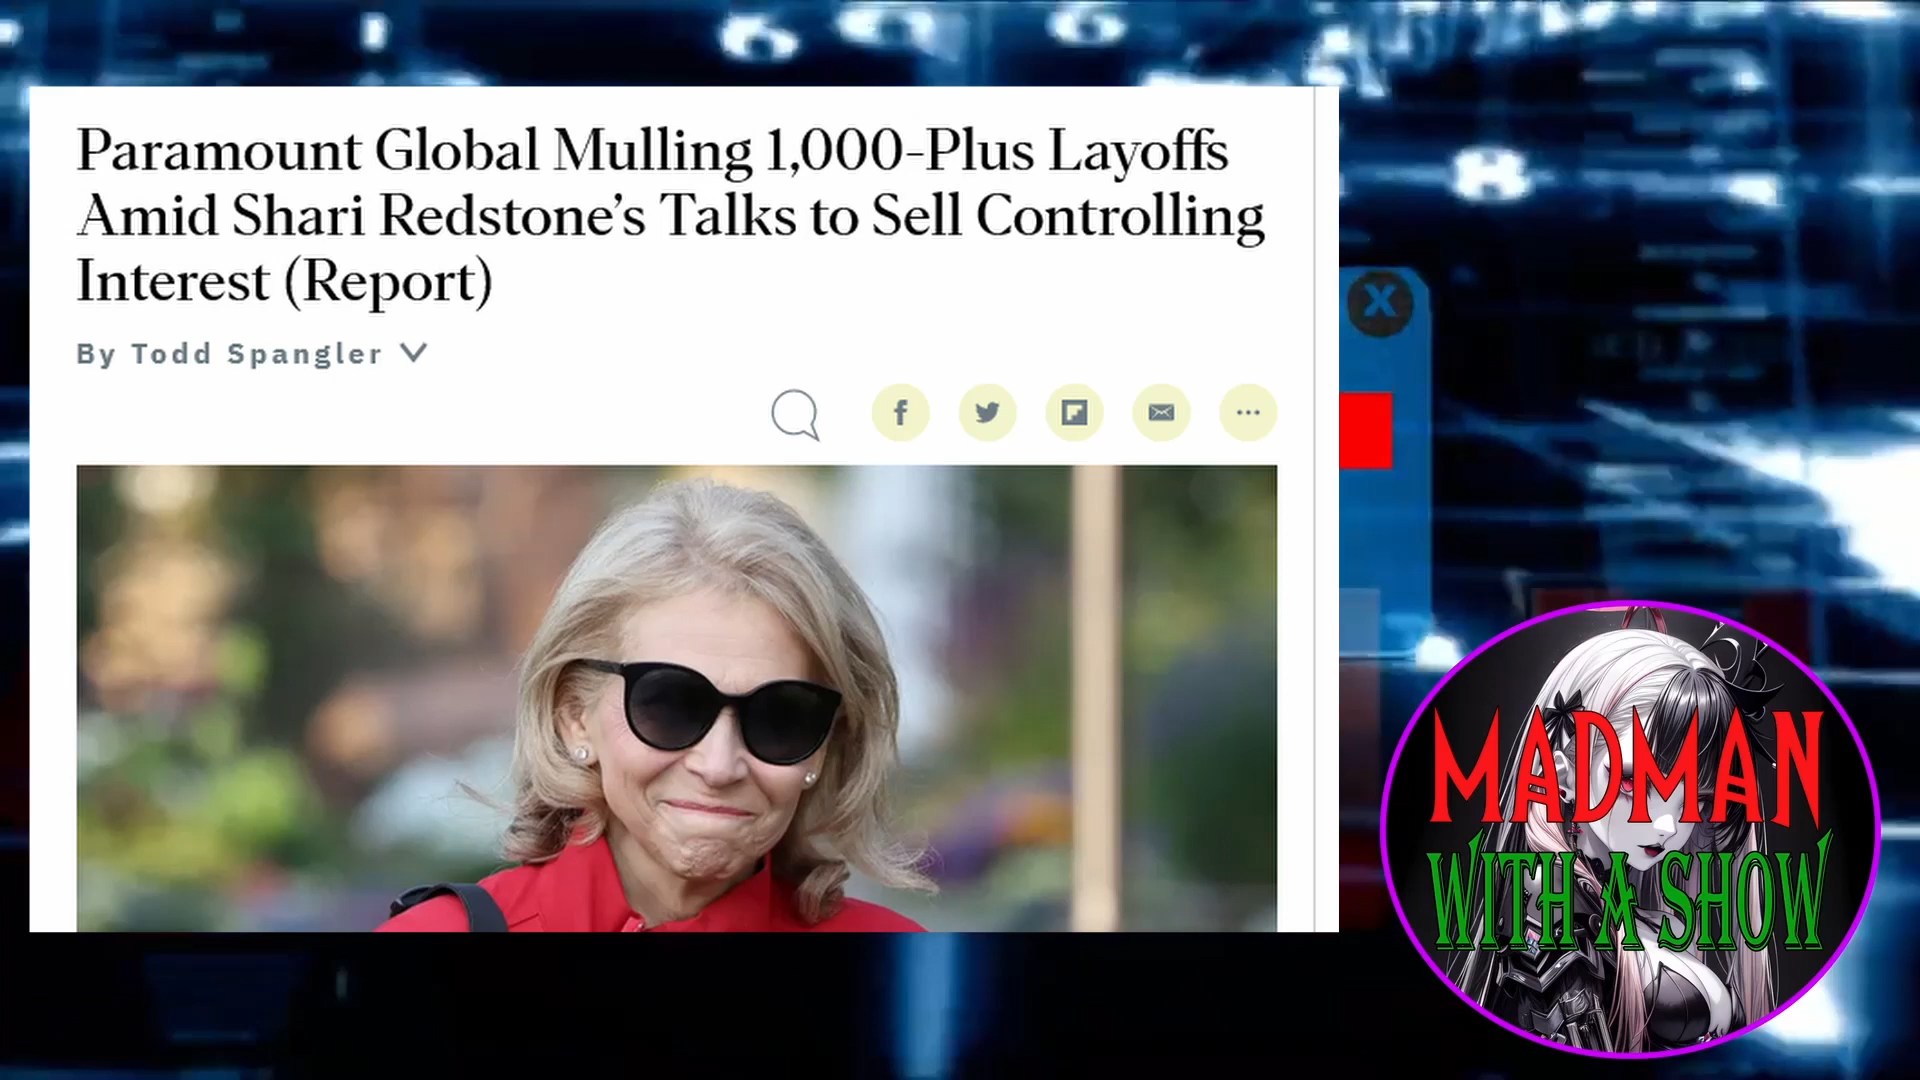 Paramount Global Mulling 1,000-Plus Layoffs
Amid Shari Redstone’s Talks to Sell Controlling
Interest (Report)
By Todd Spangler
X
MADMAN
WITH A SHOW